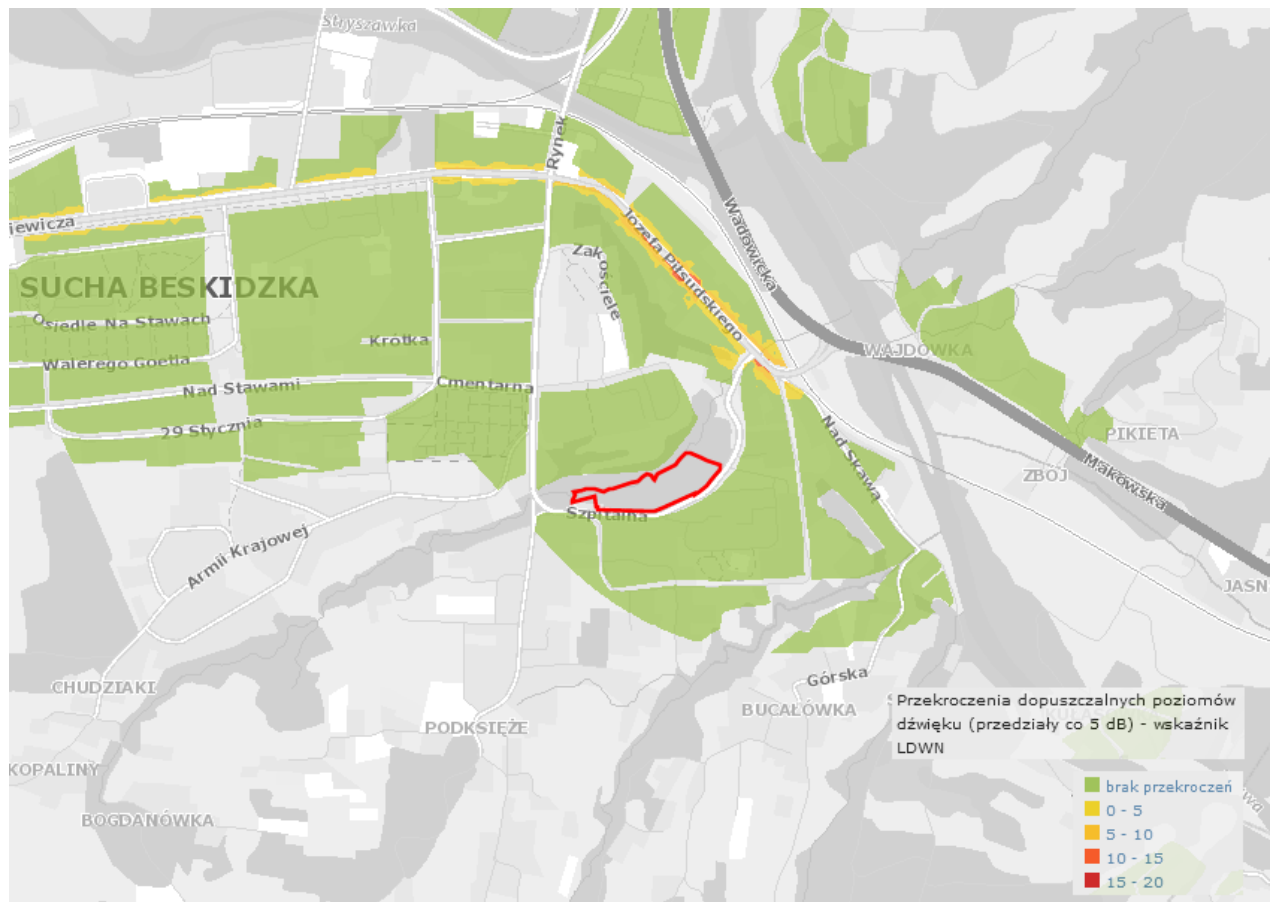 Stryszawka
Rynek
iewicza
Józefa Piłsudskiego
Wadowicka
Zakościele
SUCHA BESKIDZKA
Osiedle Na Stawach
Krótka
WAJDÓWKA
Walerego Goetla
Nad Stawami
Cmentarna
29 Stycznia
Nad Skawą
PIKIETA
ZBÓJ
Makowska
Szpitalna
Armii Krajowej
JASN
Górska
CHUDZIAKI
BUCAŁÓWKA
PODKSIĘŻE
Przekroczenia dopuszczalnych poziomów
dźwięku (przedziały co 5 dB) - wskaźnik
LDWN
KOPALINY
brak przekroczeń
0 - 5
BOGDANÓWKA
5 - 10
10 - 15
15 - 20